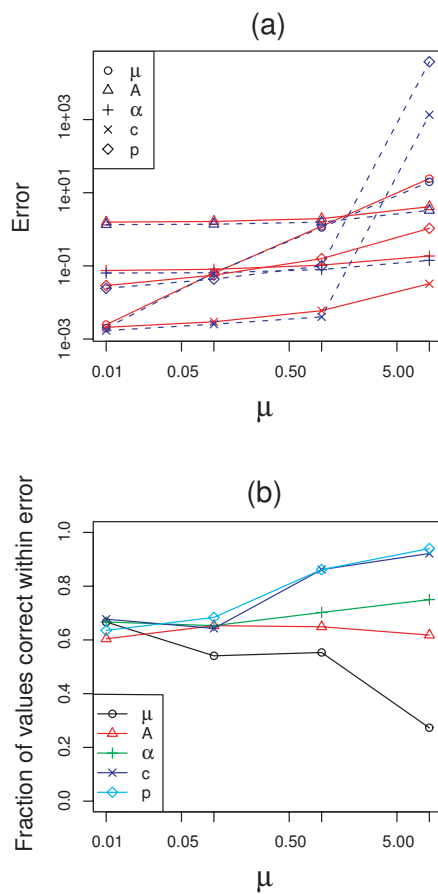 (a)
μ
A
α
c
p
Error
1e+03
1e+01
1e-01
1e-03
0.01 0.05 0.50 5.00
μ
(b)
Fraction of values correct within error
1.0
0.8
0.6
0.4
0.2
0.0
μ
A
α
c
p
0.01 0.05 0.50 5.00
μ